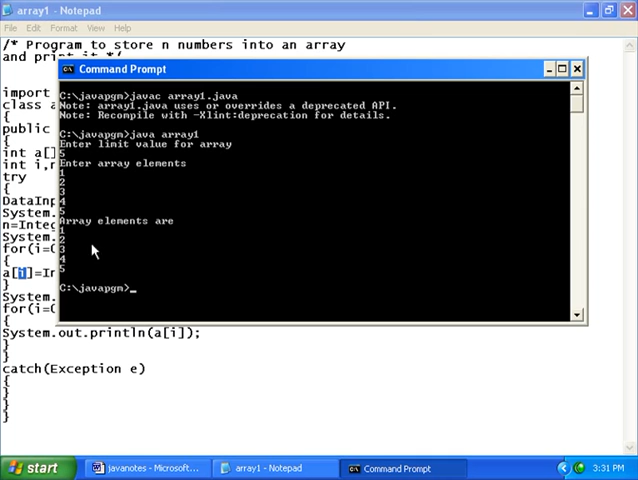 array1 - Notepad
File Edit Format View Help
/* Program to store n numbers into an array
and print it */
import
class a
{
public
{
int a[]
int i,n
try
{
DataInp
System.
n=Integ
System.
for(i=0
{
a[i]=In
}
System.
for(i=0
{
System.out.println(a[i]);
}
}
catch(Exception e)
{
}
}
}
Command Prompt
C:\javapgm>javac array1.java
Note: array1.java uses or overrides a deprecated API.
Note: Recompile with -Xlint:deprecation for details.
C:\javapgm>java array1
Enter limit value for array
5
Enter array elements
1
2
3
4
5
Array elements are
1
2
3
4
5
C:\javapgm>_
start
javanotes - Microsoft...
array1 - Notepad
Command Prompt
3:31 PM